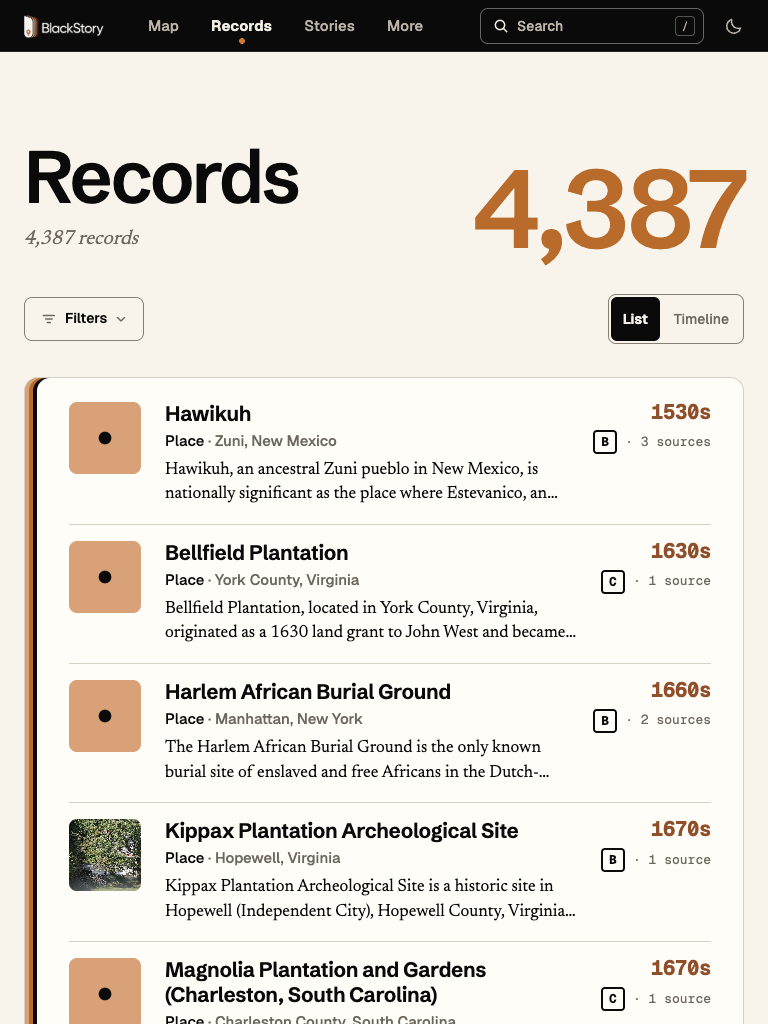 BlackStory
Map
Records
Stories
More
Search
/
Records
4,387 records
4,387
Filters
List
Timeline
Hawikuh
Place · Zuni, New Mexico
Hawikuh, an ancestral Zuni pueblo in New Mexico, is
nationally significant as the place where Estevanico, an…
1530s
B · 3 sources
Bellfield Plantation
Place · York County, Virginia
Bellfield Plantation, located in York County, Virginia,
originated as a 1630 land grant to John West and became…
1630s
C · 1 source
Harlem African Burial Ground
Place · Manhattan, New York
The Harlem African Burial Ground is the only known
burial site of enslaved and free Africans in the Dutch-…
1660s
B · 2 sources
Kippax Plantation Archeological Site
Place · Hopewell, Virginia
Kippax Plantation Archeological Site is a historic site in
Hopewell (Independent City), Hopewell County, Virginia…
1670s
B · 1 source
Magnolia Plantation and Gardens
(Charleston, South Carolina)
Place · Charleston County, South Carolina
1670s
C · 1 source